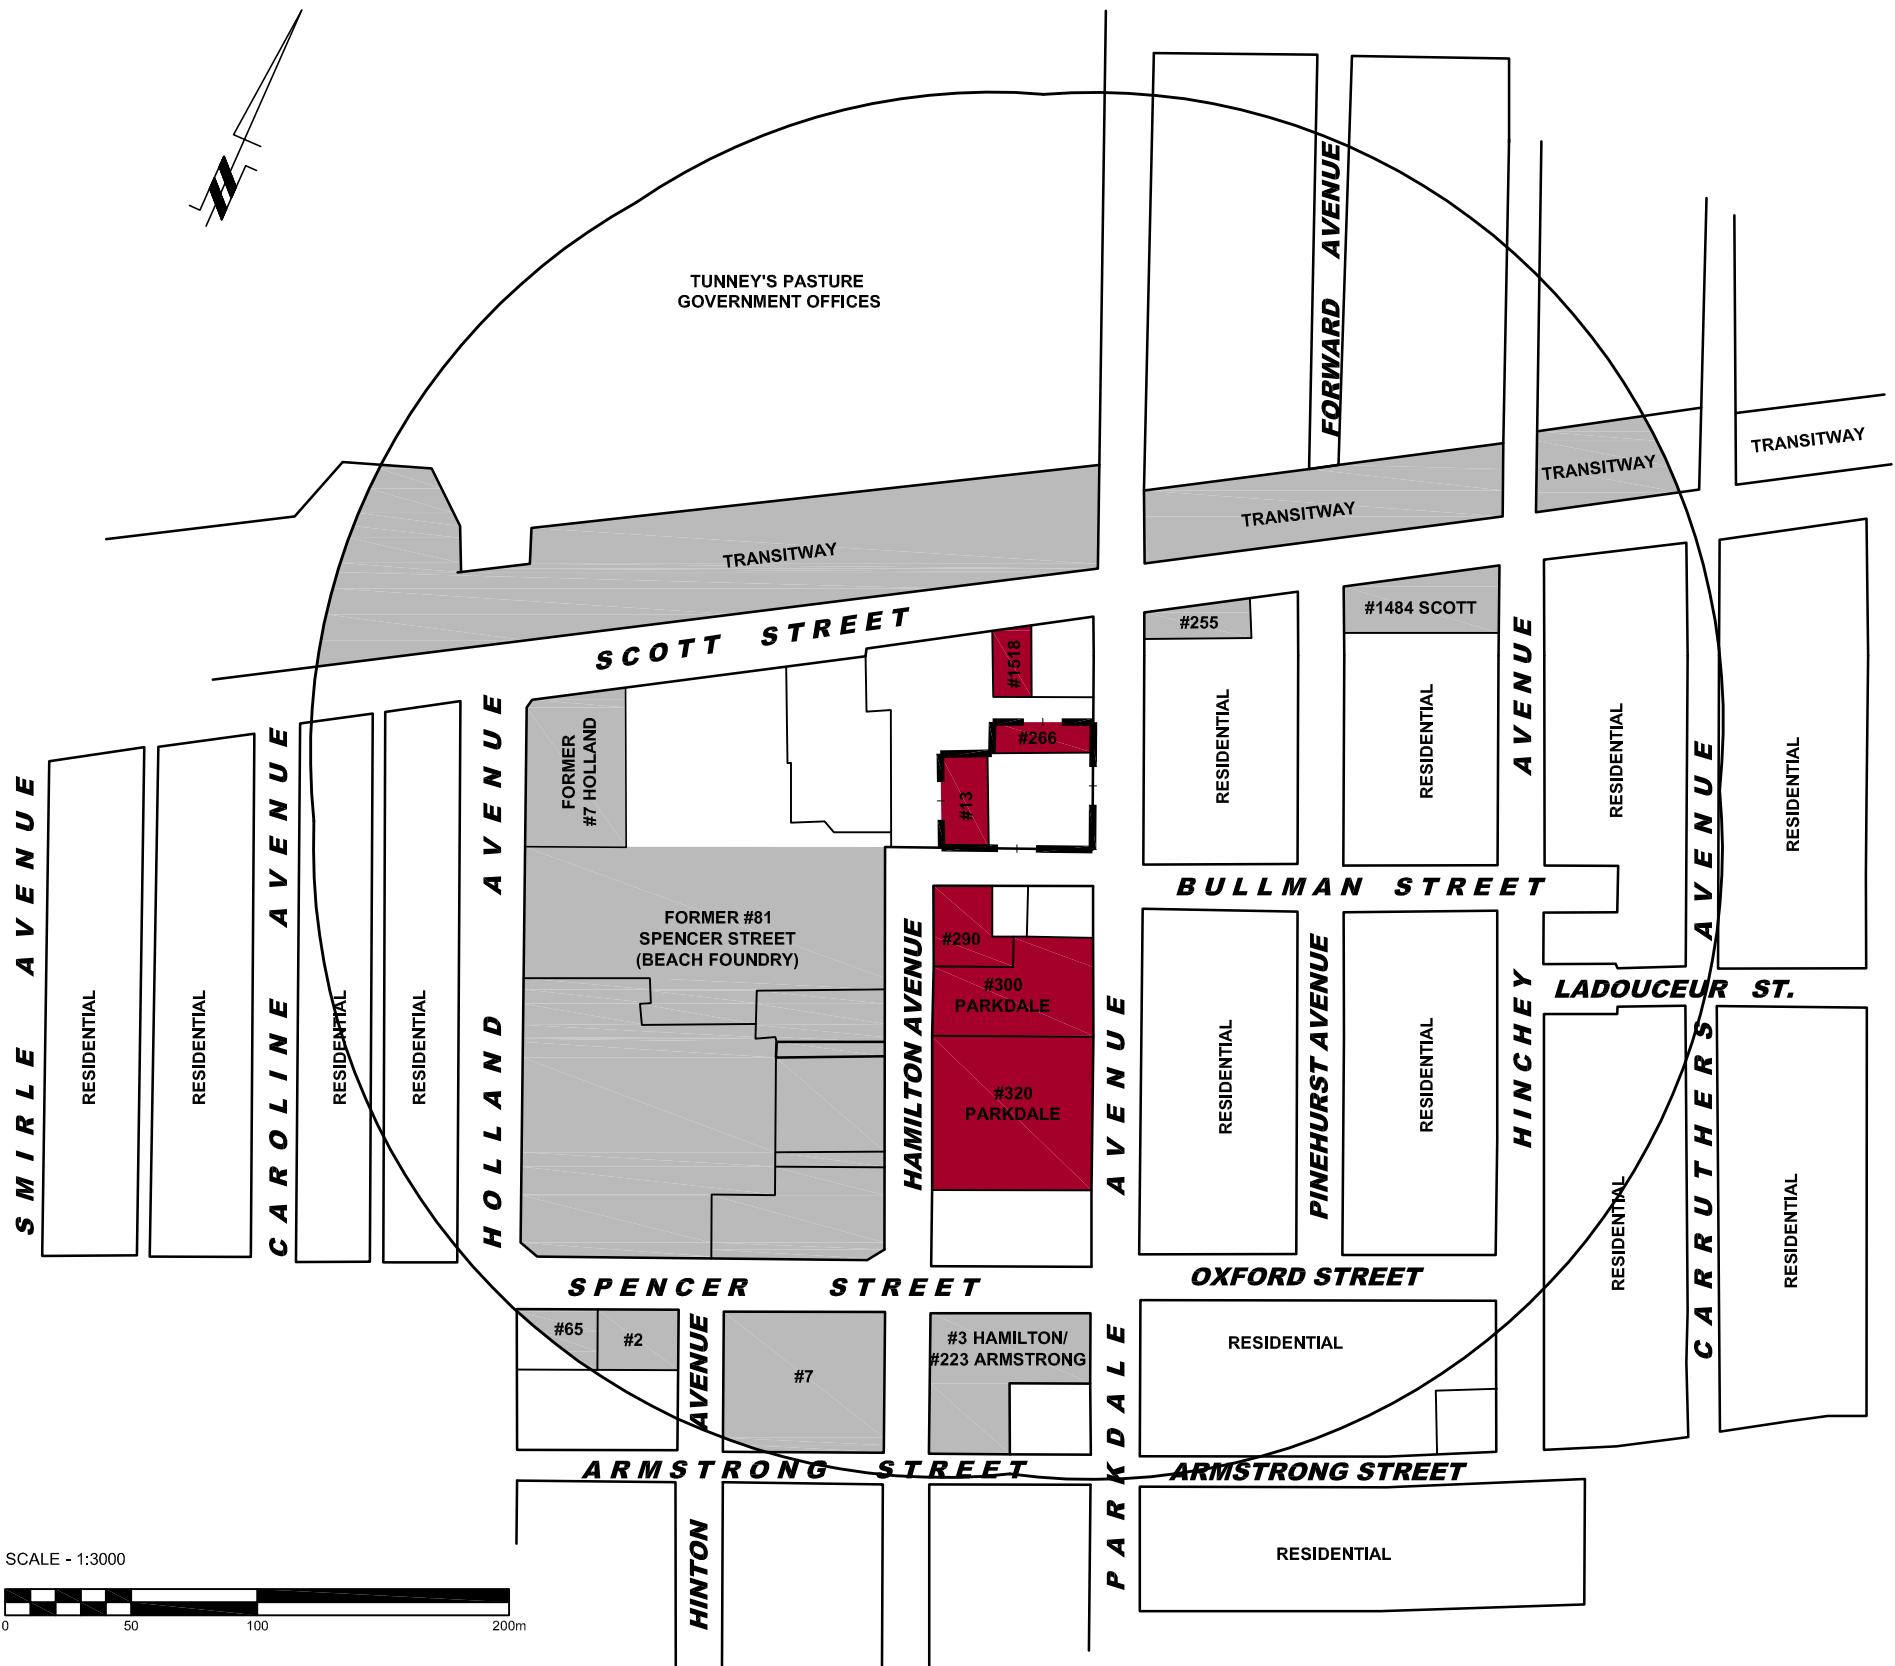 TUNNEY'S PASTURE
GOVERNMENT OFFICES
FORWARD AVENUE
TRANSITWAY
TRANSITWAY
TRANSITWAY
TRANSITWAY
SCOTT STREET
#255
#1484 SCOTT
#1518
#266
#13
FORMER
#7 HOLLAND
RESIDENTIAL
RESIDENTIAL
RESIDENTIAL
RESIDENTIAL
BULLMAN STREET
FORMER #81
SPENCER STREET
(BEACH FOUNDRY)
#290
#300
PARKDALE
#320
PARKDALE
SMIRLE AVENUE
RESIDENTIAL
RESIDENTIAL
CAROLINE AVENUE
RESIDENTIAL
RESIDENTIAL
HOLLAND AVENUE
HAMILTON AVENUE
PARKDALE AVENUE
RESIDENTIAL
PINEHURST AVENUE
RESIDENTIAL
HINCHEY AVENUE
LADOUCEUR ST.
RESIDENTIAL
CARRUTHERS AVENUE
RESIDENTIAL
SPENCER STREET
OXFORD STREET
#65
#2
HINTON AVENUE
#7
#3 HAMILTON/
#223 ARMSTRONG
RESIDENTIAL
ARMSTRONG STREET
ARMSTRONG STREET
RESIDENTIAL
SCALE - 1:3000
0 50 100 200m